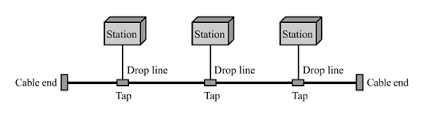 Station Station Station
Drop line Drop line Drop line
Cable end Cable end
Tap Tap Tap